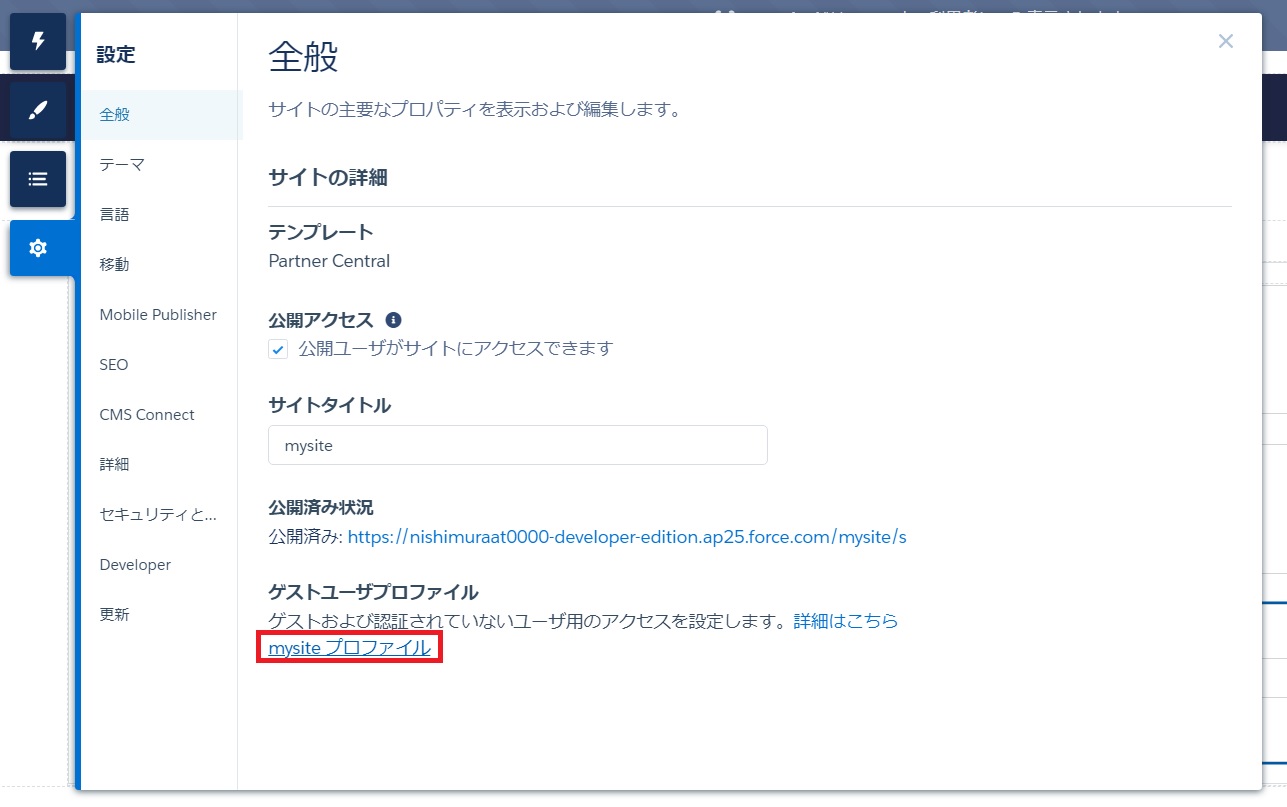 設定
全般
テーマ
言語
移動
Mobile Publisher
SEO
CMS Connect
詳細
セキュリティと...
Developer
更新
全般
サイトの主要なプロパティを表示および編集します。
サイトの詳細
テンプレート
Partner Central
公開アクセス
公開ユーザがサイトにアクセスできます
サイトタイトル
mysite
公開済み状況
公開済み: https://nishimuraat0000-developer-edition.ap25.force.com/mysite/s
ゲストユーザプロファイル
ゲストおよび認証されていないユーザ用のアクセスを設定します。詳細はこちら
mysite プロファイル